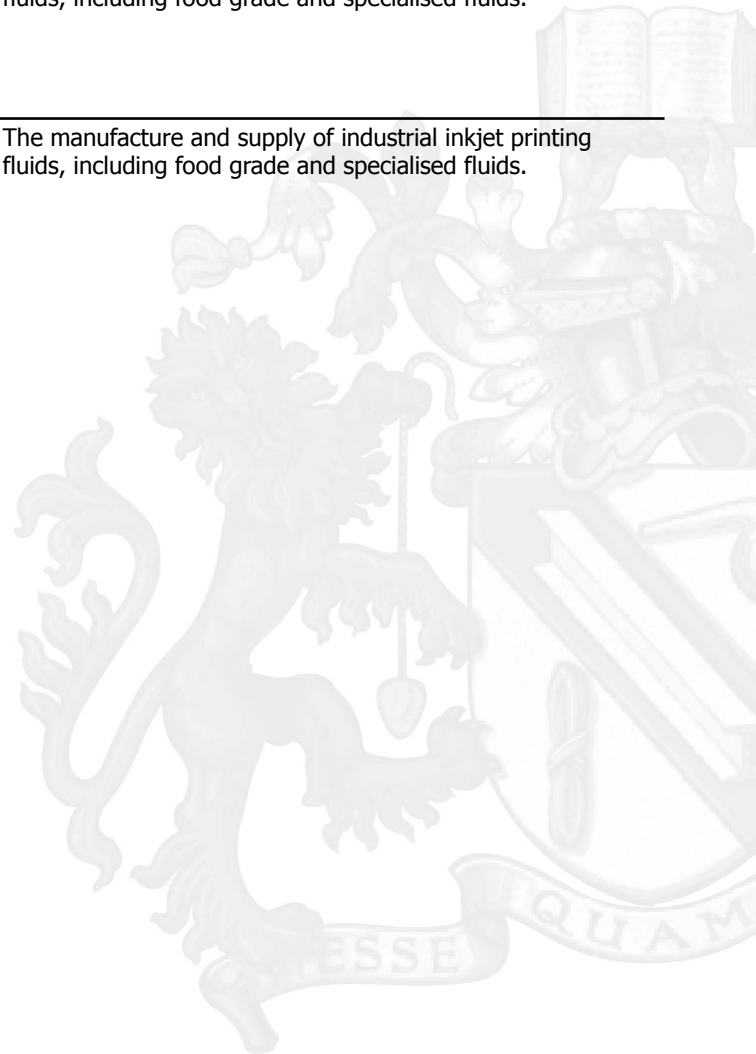 fluids, including food grade and specialised fluids.
The manufacture and supply of industrial inkjet printing
fluids, including food grade and specialised fluids.
ESSE
QUAM